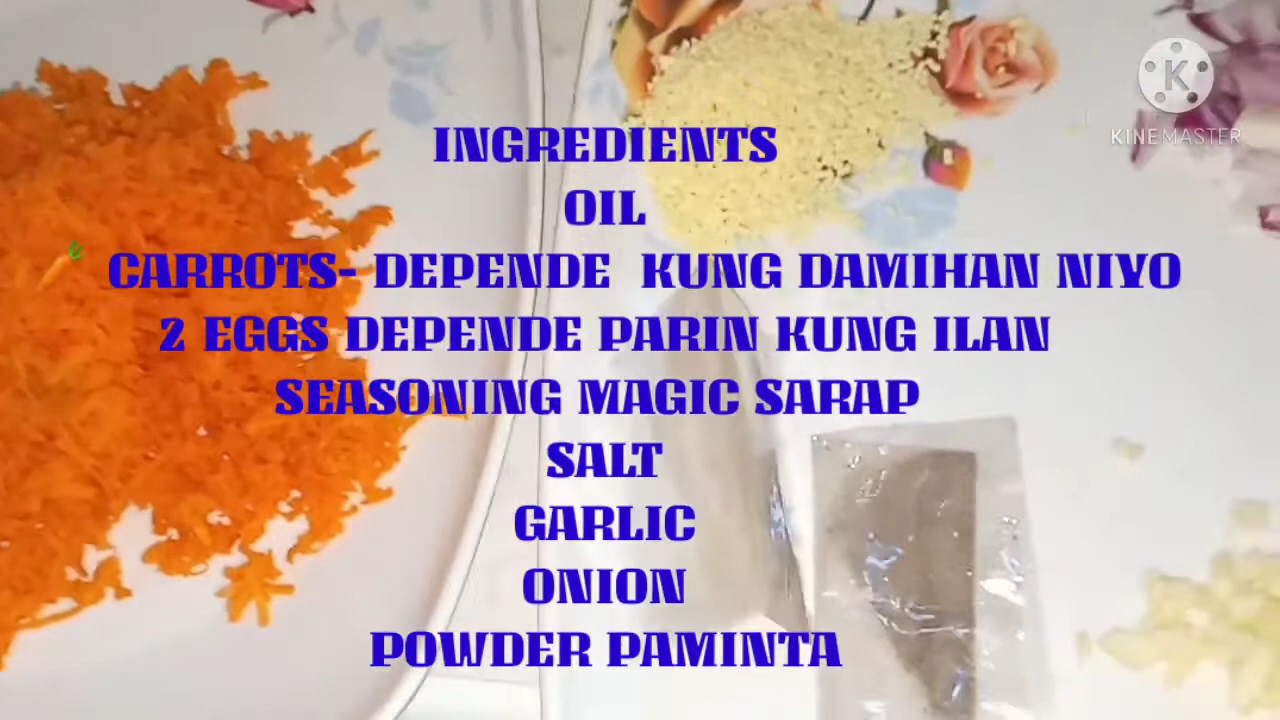 INGREDIENTS
OIL
CARROTS- DEPENDE KUNG DAMIHAN NIYO
2 EGGS DEPENDE PARIN KUNG ILAN
SEASONING MAGIC SARAP
SALT
GARLIC
ONION
POWDER PAMINTA
K
KINEMASTER